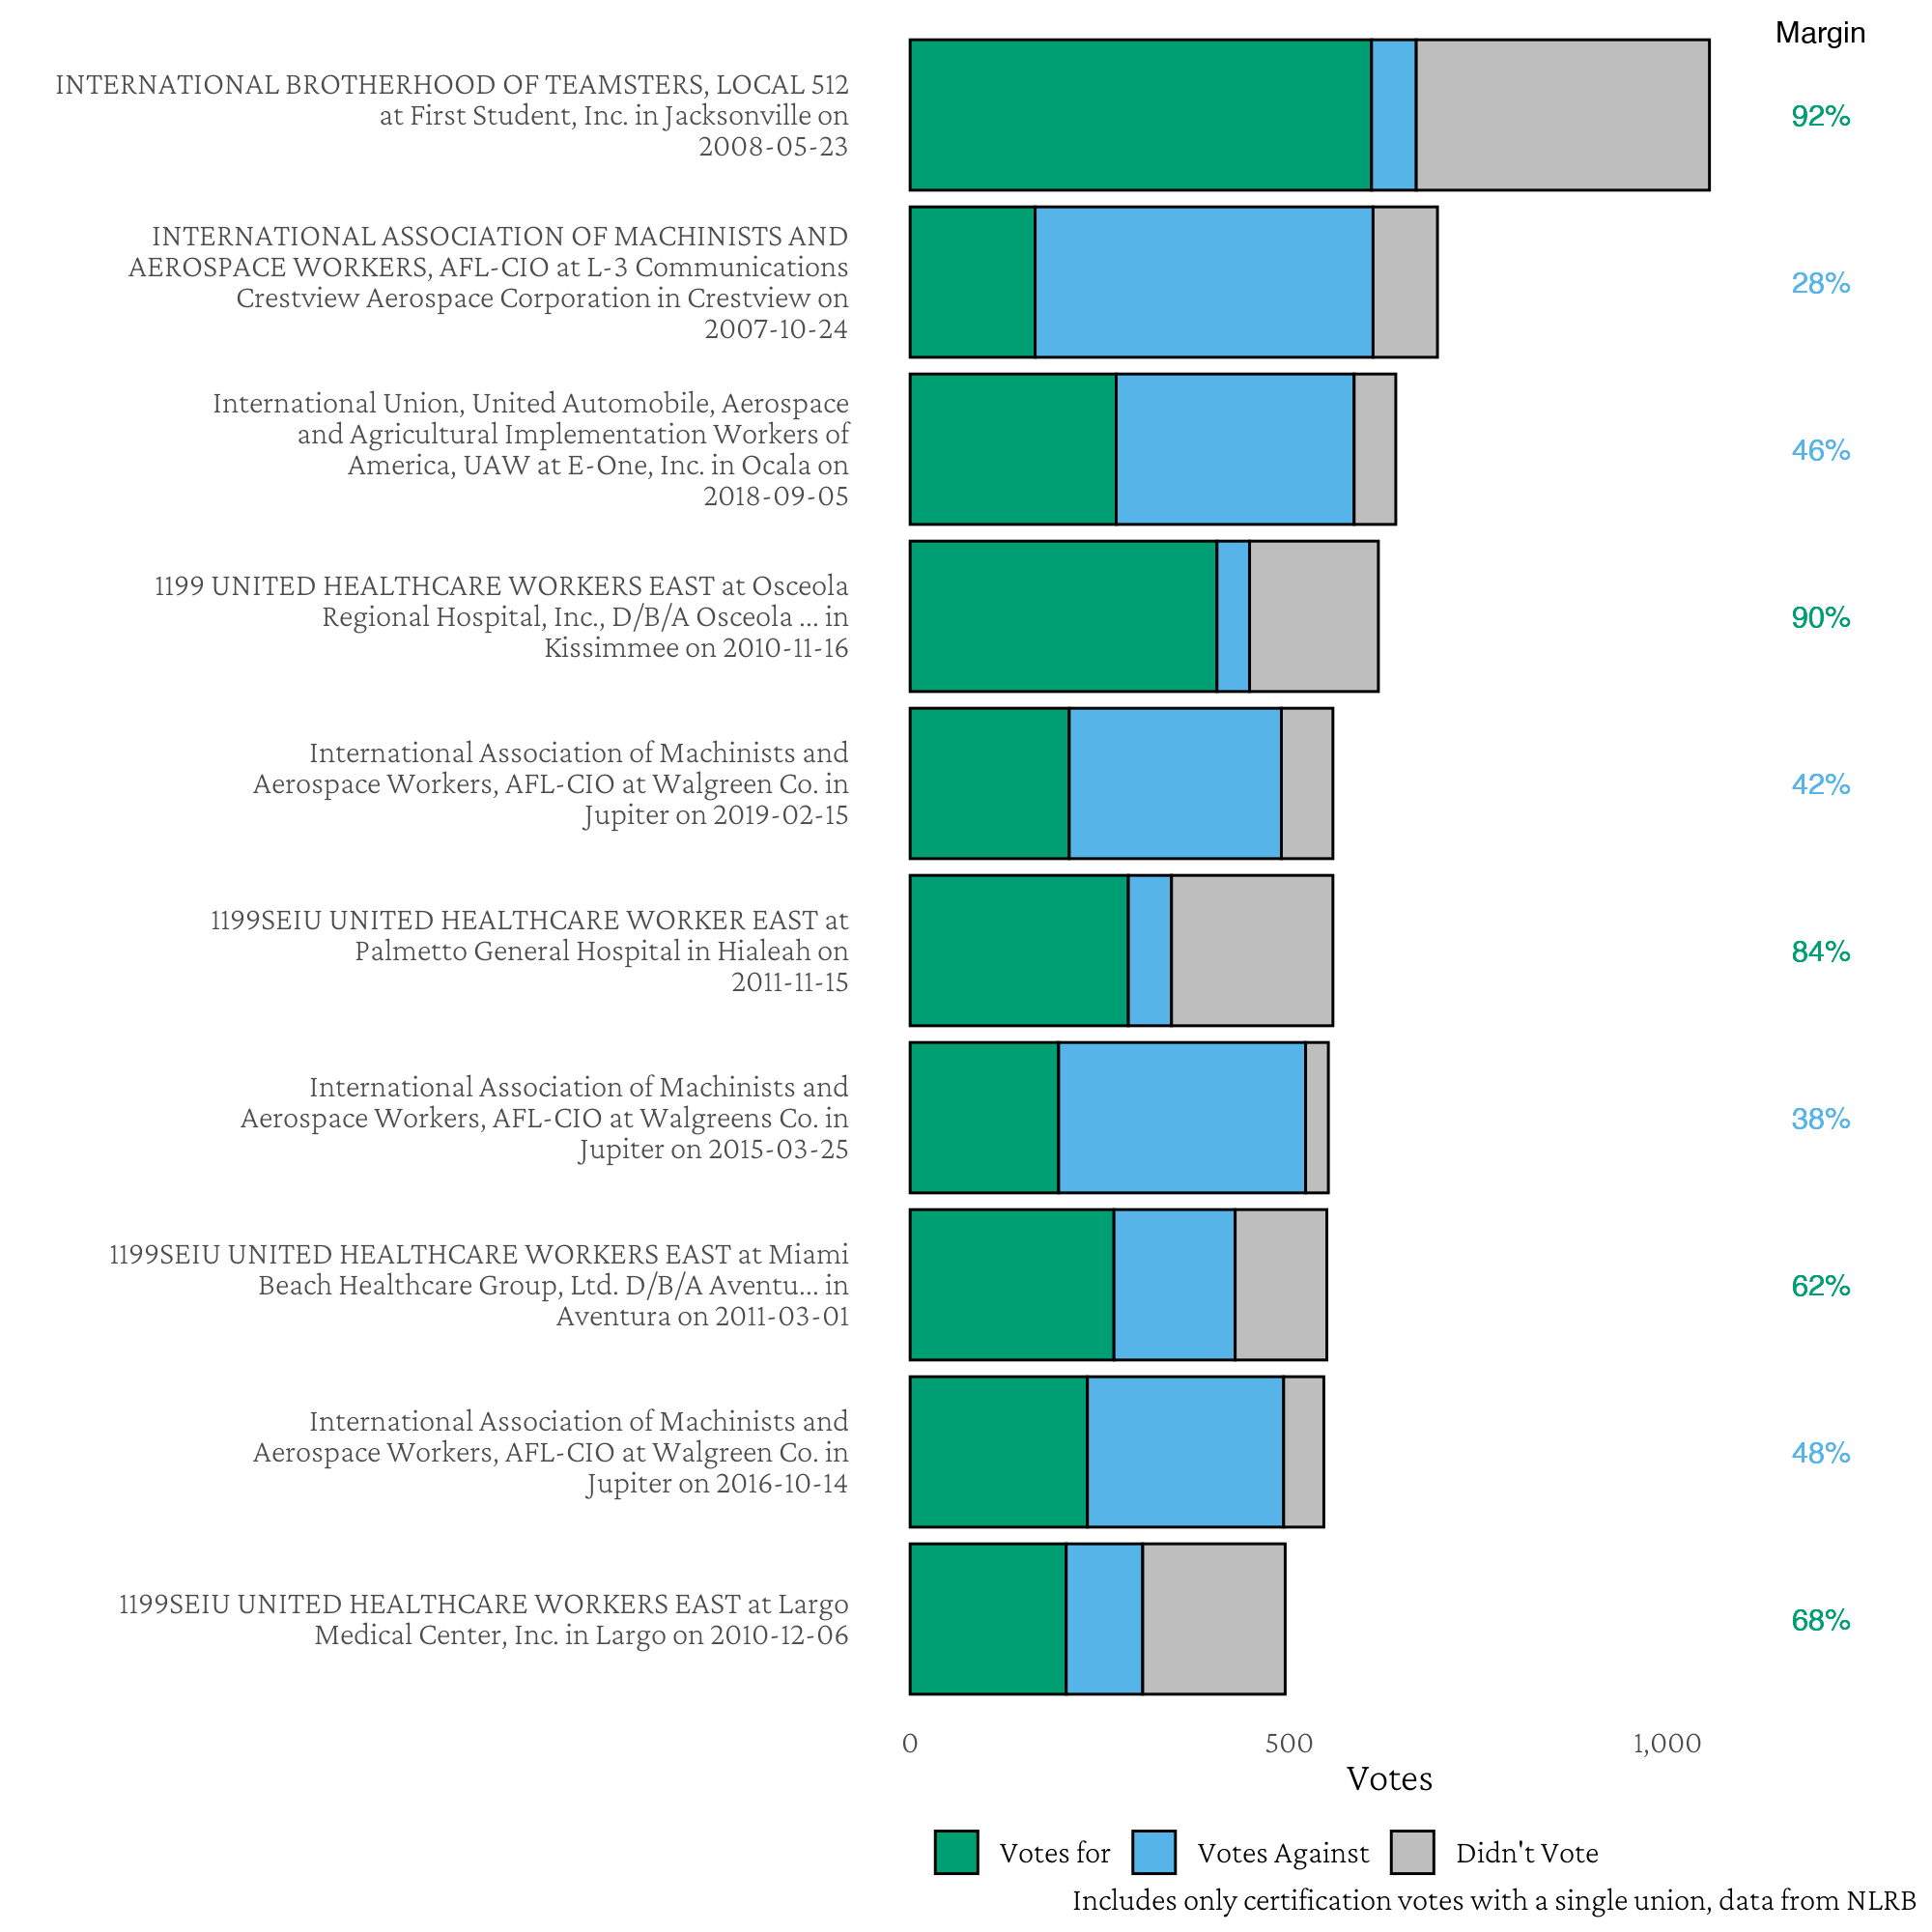 Margin
INTERNATIONAL BROTHERHOOD OF TEAMSTERS, LOCAL 512
at First Student, Inc. in Jacksonville on
2008-05-23
92%
INTERNATIONAL ASSOCIATION OF MACHINISTS AND
AEROSPACE WORKERS, AFL-CIO at L-3 Communications
Crestview Aerospace Corporation in Crestview on
2007-10-24
28%
International Union, United Automobile, Aerospace
and Agricultural Implementation Workers of
America, UAW at E-One, Inc. in Ocala on
2018-09-05
46%
1199 UNITED HEALTHCARE WORKERS EAST at Osceola
Regional Hospital, Inc., D/B/A Osceola ... in
Kissimmee on 2010-11-16
90%
International Association of Machinists and
Aerospace Workers, AFL-CIO at Walgreen Co. in
Jupiter on 2019-02-15
42%
1199SEIU UNITED HEALTHCARE WORKER EAST at
Palmetto General Hospital in Hialeah on
2011-11-15
84%
International Association of Machinists and
Aerospace Workers, AFL-CIO at Walgreens Co. in
Jupiter on 2015-03-25
38%
1199SEIU UNITED HEALTHCARE WORKERS EAST at Miami
Beach Healthcare Group, Ltd. D/B/A Aventu... in
Aventura on 2011-03-01
62%
International Association of Machinists and
Aerospace Workers, AFL-CIO at Walgreen Co. in
Jupiter on 2016-10-14
48%
1199SEIU UNITED HEALTHCARE WORKERS EAST at Largo
Medical Center, Inc. in Largo on 2010-12-06
68%
0 500 1,000
Votes
Votes for Votes Against Didn't Vote
Includes only certification votes with a single union, data from NLRB